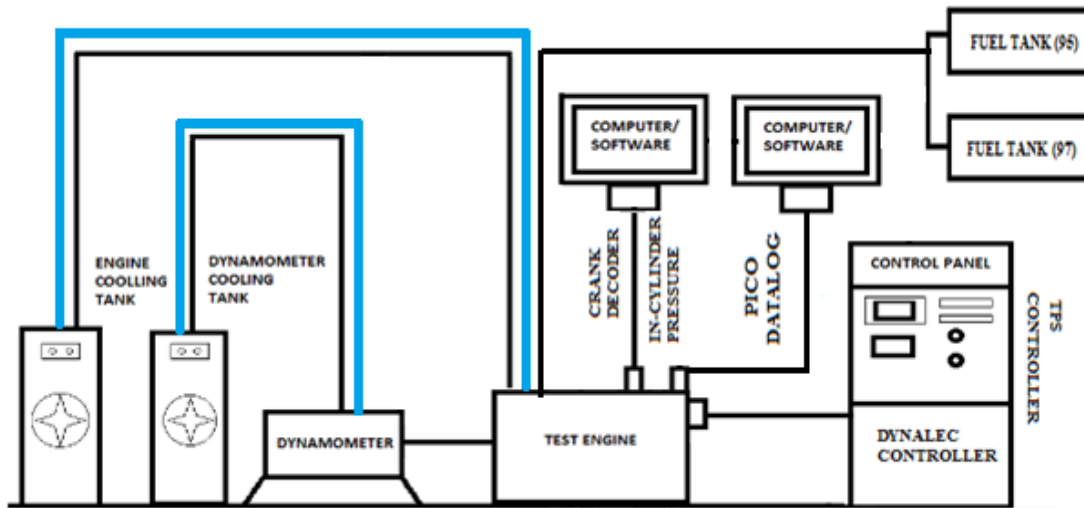 FUEL TANK (95)
FUEL TANK (97)
COMPUTER/
SOFTWARE
COMPUTER/
SOFTWARE
CRANK
DECODER
IN-CYLINDER
PRESSURE
PICO
DATALOG
ENGINE
COOLLING
TANK
DYNAMOMETER
COOLING
TANK
CONTROL PANEL
TPS
CONTROLLER
DYNAMOMETER
TEST ENGINE
DYNALEC
CONTROLLER